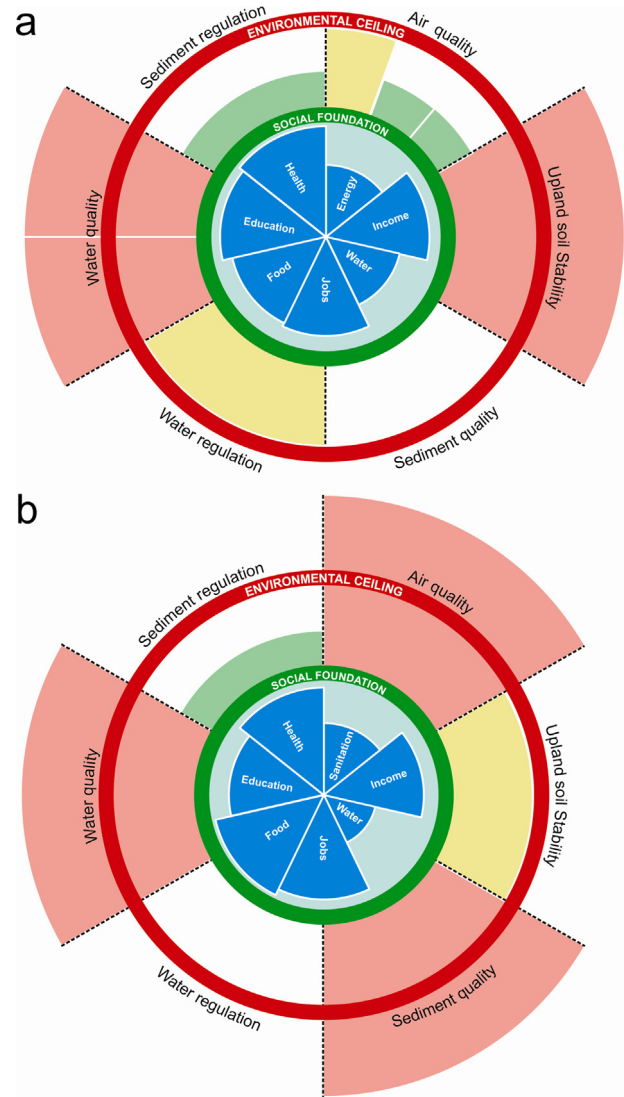 a
ENVIRONMENTAL CEILING
Sediment regulation
Air quality
SOCIAL FOUNDATION
Health
Energy
Education
Income
Water quality
Upland soil Stability
Food
Water
Jobs
Water regulation
Sediment quality
b
Sediment regulation
ENVIRONMENTAL CEILING
Air quality
SOCIAL FOUNDATION
Health
Sanitation
Education
Income
Water quality
Upland soil Stability
Food
Water
Jobs
Water regulation
Sediment quality